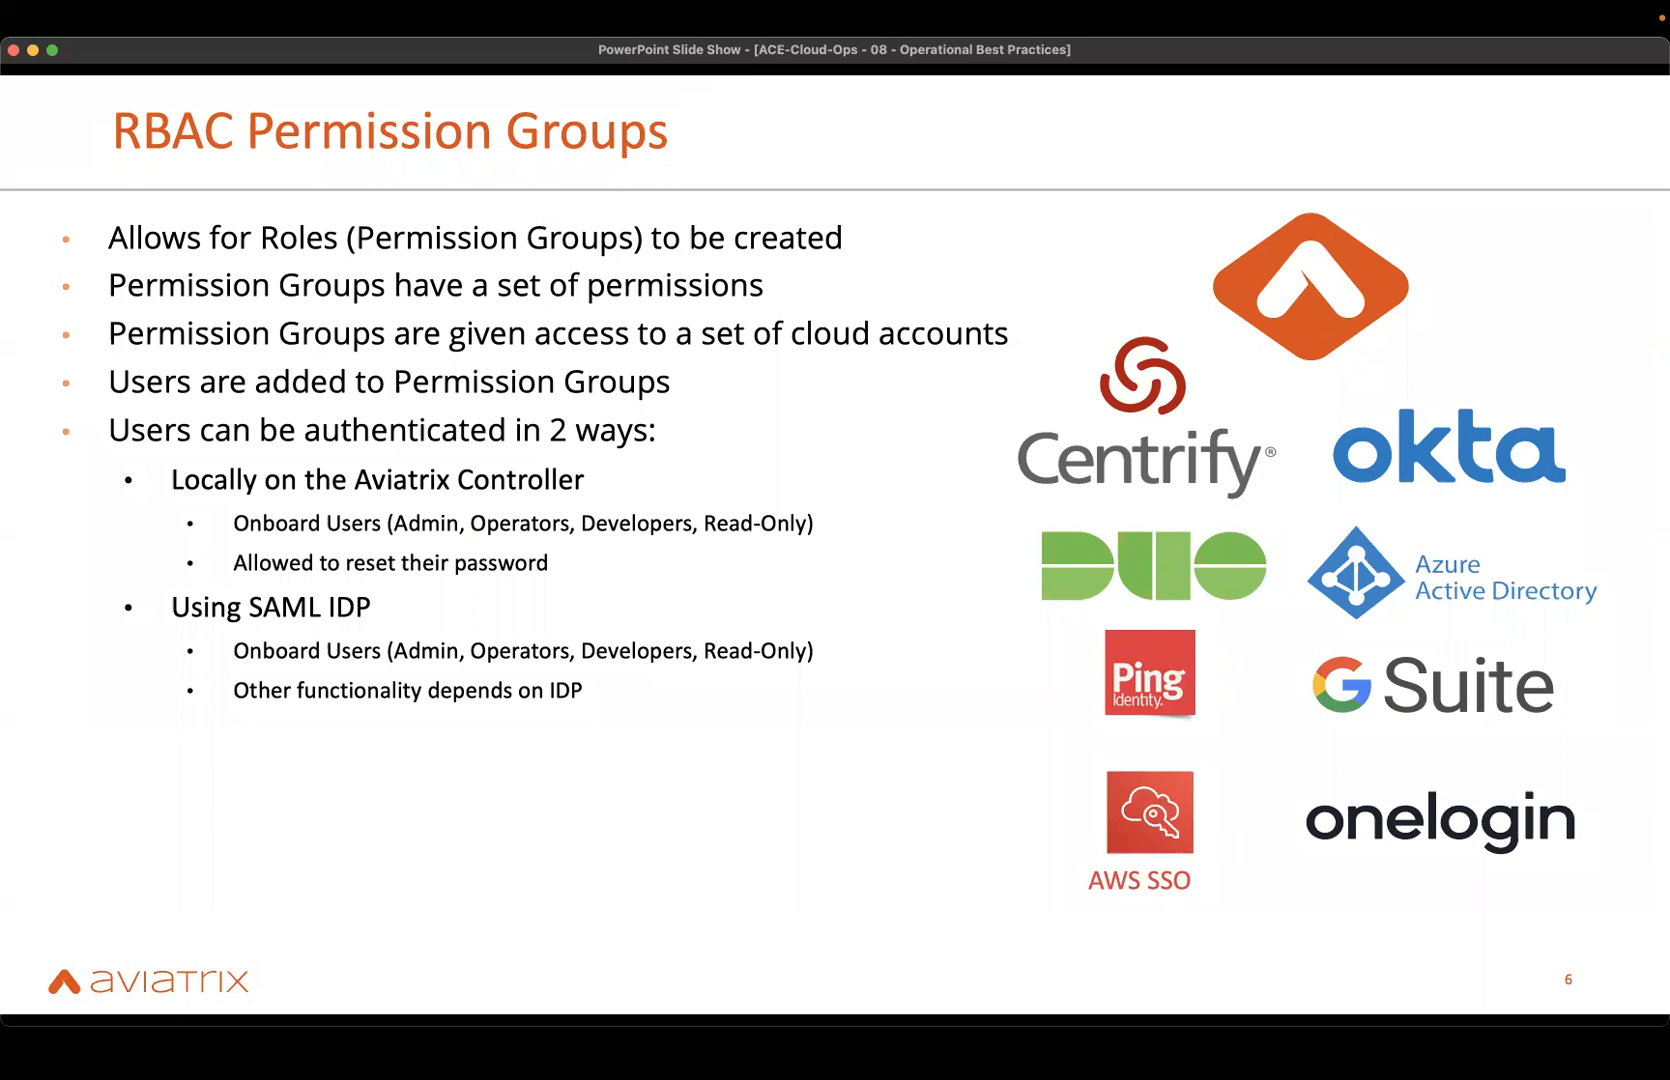 PowerPoint Slide Show - [ACE-Cloud-Ops - 08 - Operational Best Practices]
RBAC Permission Groups
• Allows for Roles (Permission Groups) to be created
• Permission Groups have a set of permissions
• Permission Groups are given access to a set of cloud accounts
• Users are added to Permission Groups
• Users can be authenticated in 2 ways:
• Locally on the Aviatrix Controller
• Onboard Users (Admin, Operators, Developers, Read-Only)
• Allowed to reset their password
• Using SAML IDP
• Onboard Users (Admin, Operators, Developers, Read-Only)
• Other functionality depends on IDP
Centrify®
okta
DUO
Azure
Active Directory
Ping
Identity.
G Suite
AWS SSO
onelogin
aviatrix
6